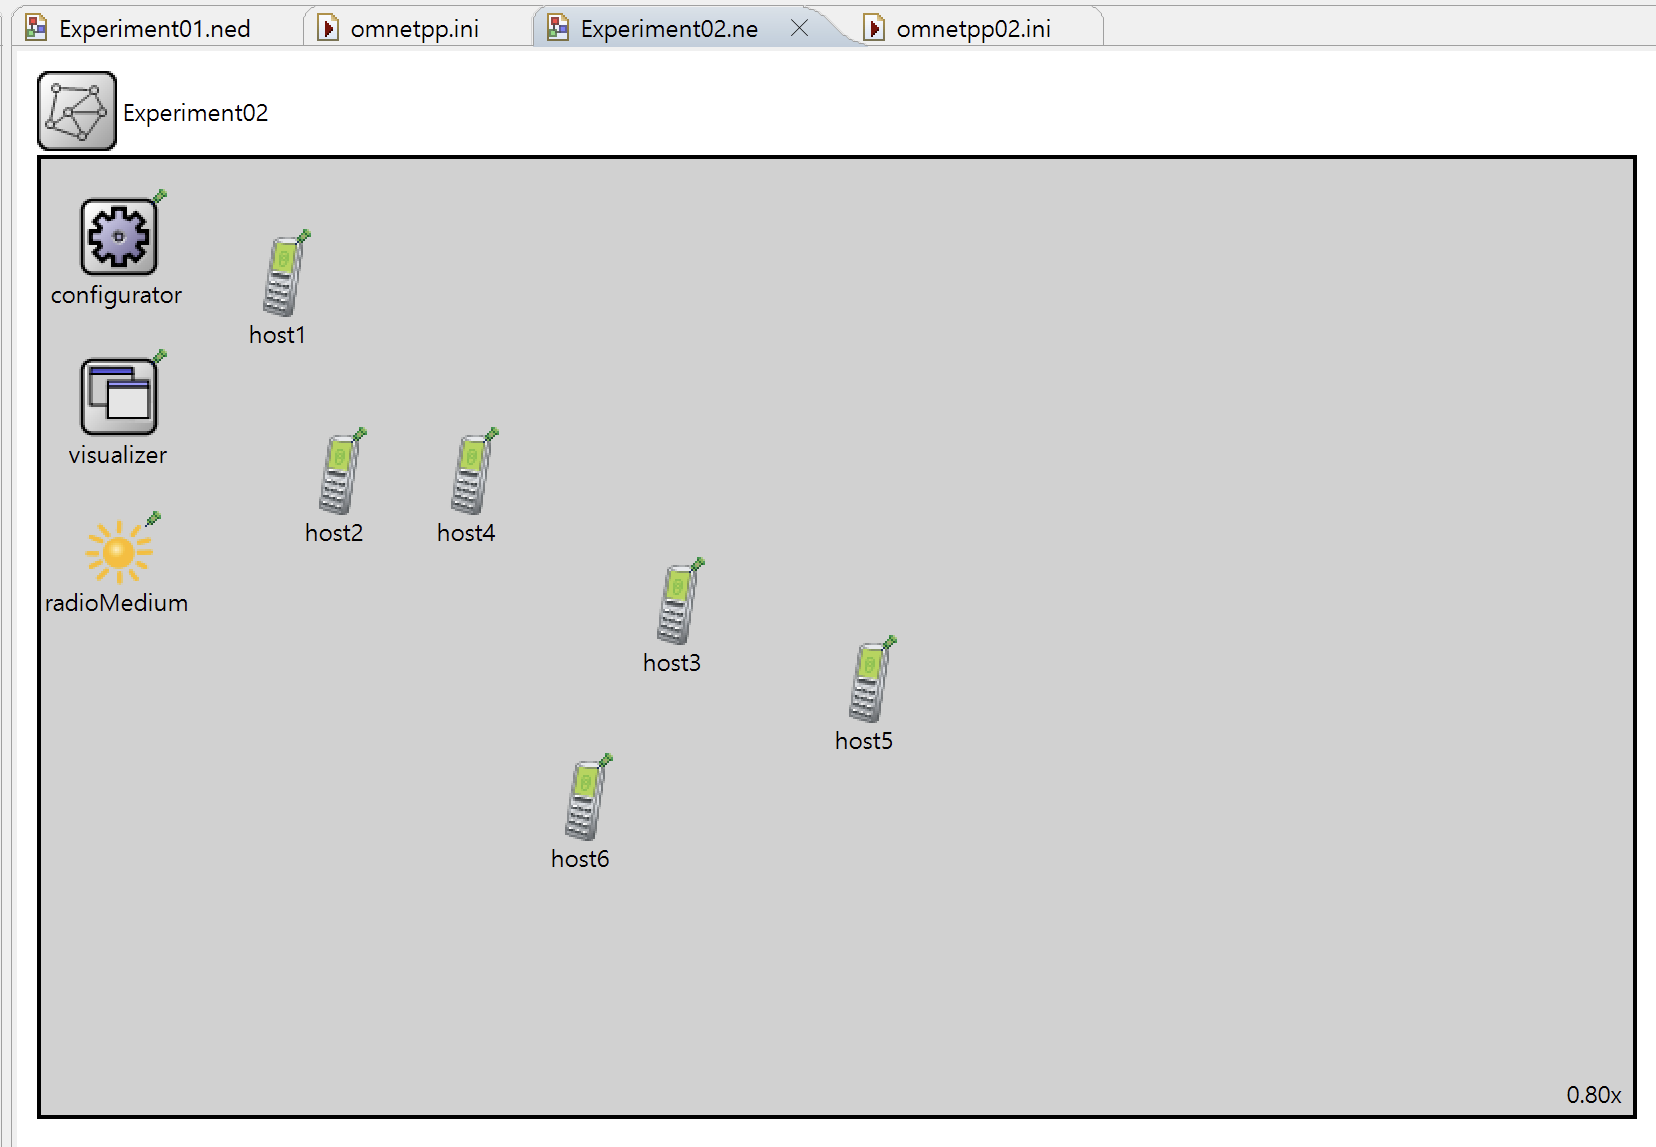 Experiment01.ned
omnetpp.ini
Experiment02.ne
omnetpp02.ini
Experiment02
configurator
host1
visualizer
host2
host4
radioMedium
host3
host5
host6
0.80x